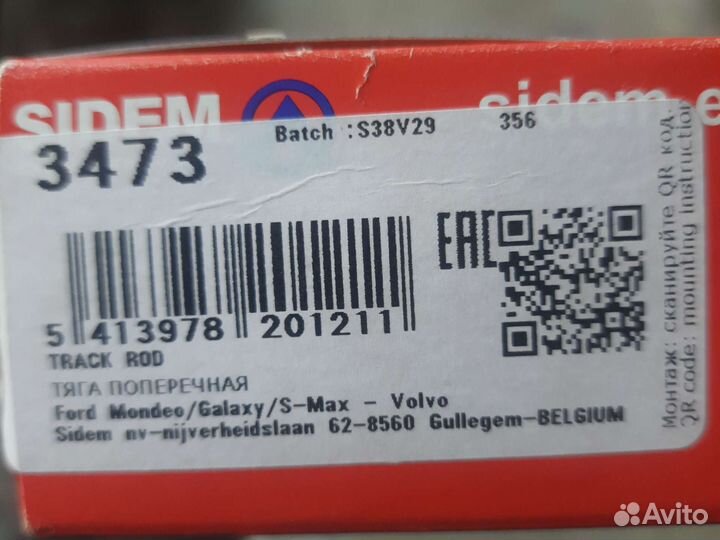 SIDEM
sidem.e
3473
Batch :S38V29
356
EAC
5 413978 201211
TRACK ROD
ТЯГА ПОПЕРЕЧНАЯ
Ford Mondeo/Galaxy/S-Max - Volvo
Sidem nv-nijverheidslaan 62-8560 Gullegem-BELGIUM
Монтаж: сканируйте QR код.
QR code: mounting instruction
Avito